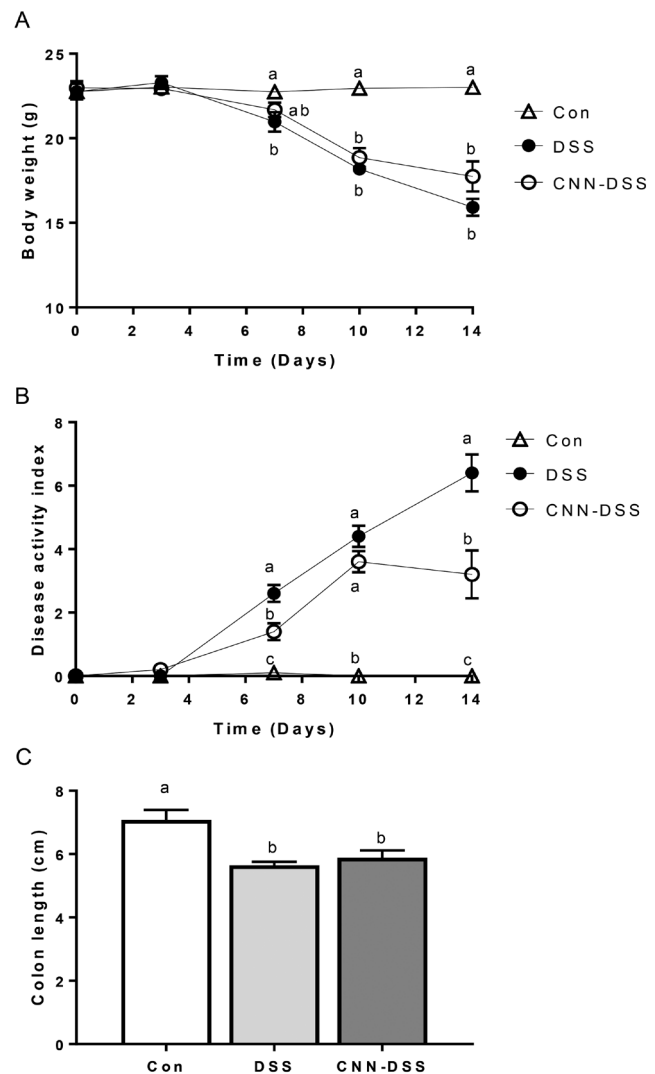 A
25
20
15
10
Body weight (g)
a
a
a
ab
b
b
b
b
b
Con
DSS
CNN-DSS
0 2 4 6 8 10 12 14
Time (Days)
B
8
6
4
2
0
Disease activity index
a
a
a
b
b
a
c
b
c
Con
DSS
CNN-DSS
0 2 4 6 8 10 12 14
Time (Days)
C
8
6
4
2
0
Colon length (cm)
a
b
b
Con DSS CNN-DSS